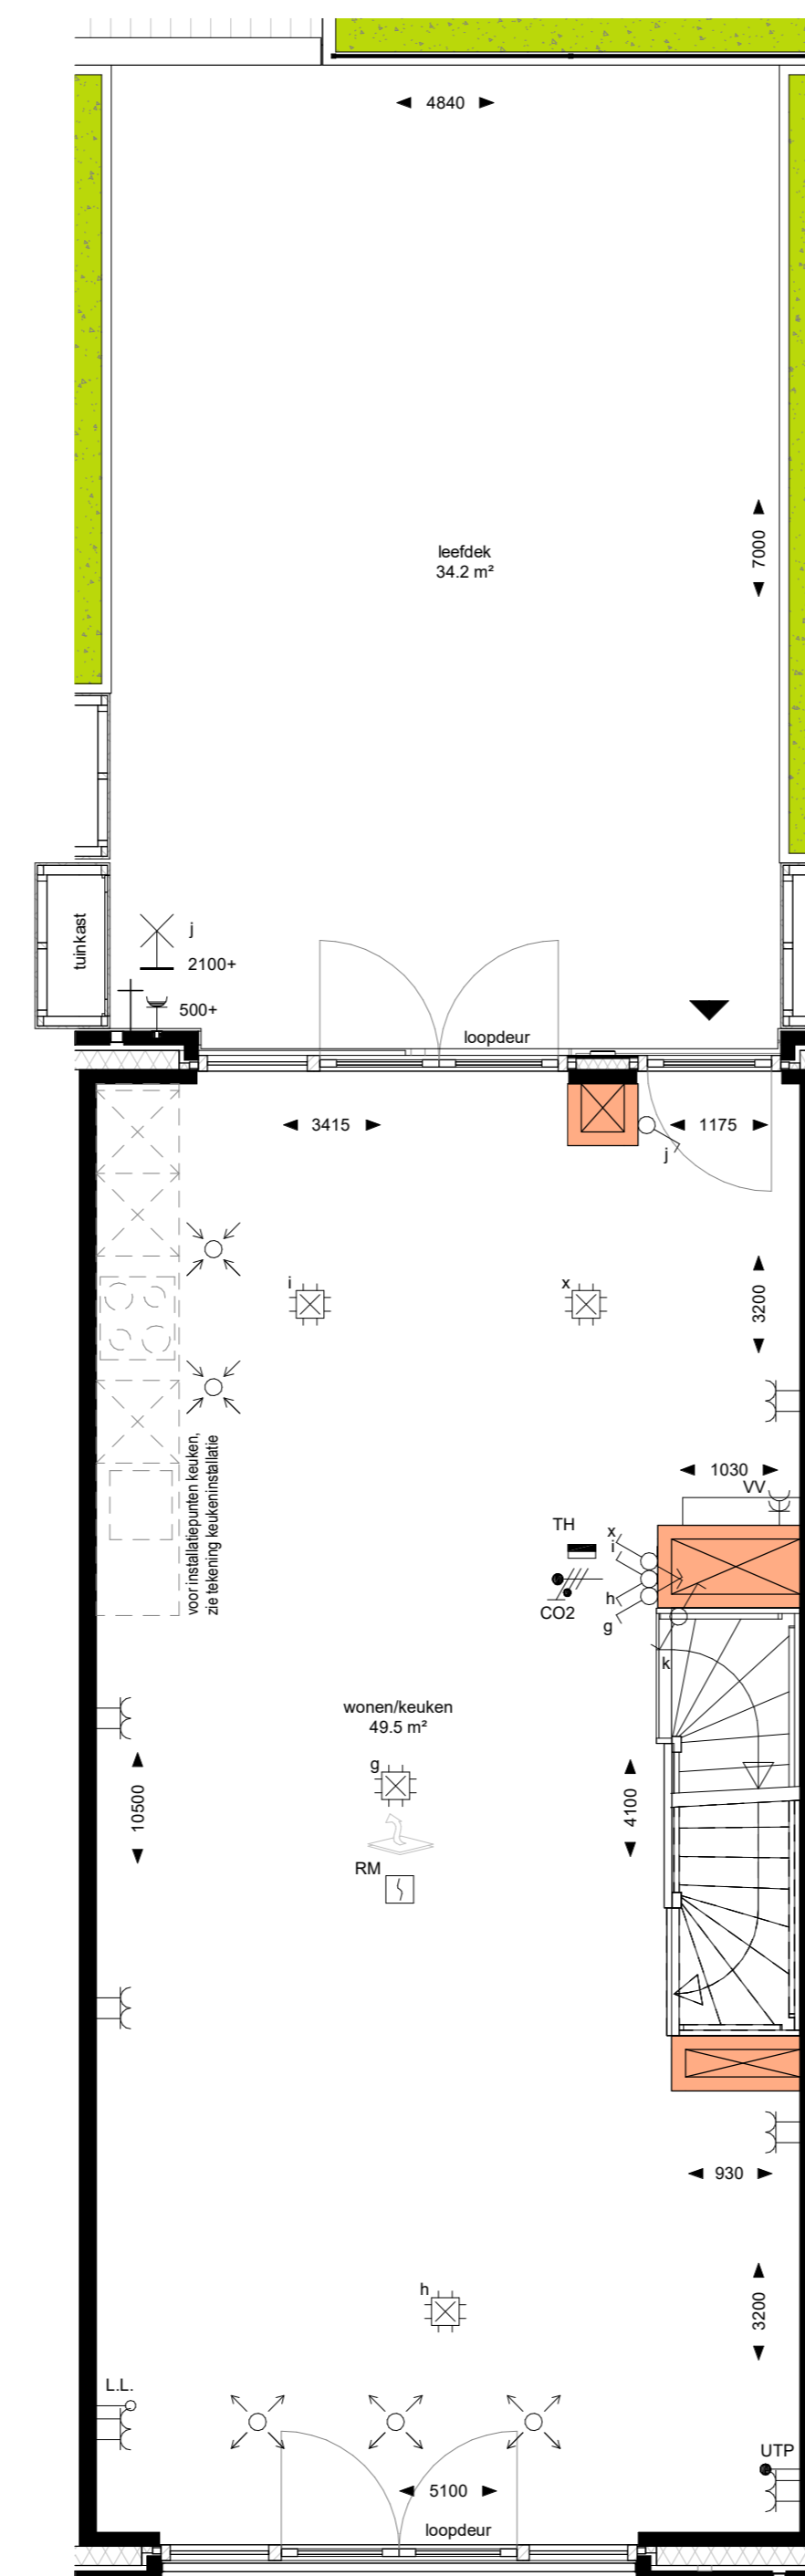 4840
7000
leefdek
34.2 m²
tuinkast
j
2100+
500+
loopdeur
3415
1175
j
i
x
3200
voor installatiepunten keuken,
zie tekening keukeninstallatie
1030
VV
TH
x
i
h
CO2
g
k
wonen/keuken
49.5 m²
g
10500
4100
RM
930
h
3200
L.L.
UTP
5100
loopdeur